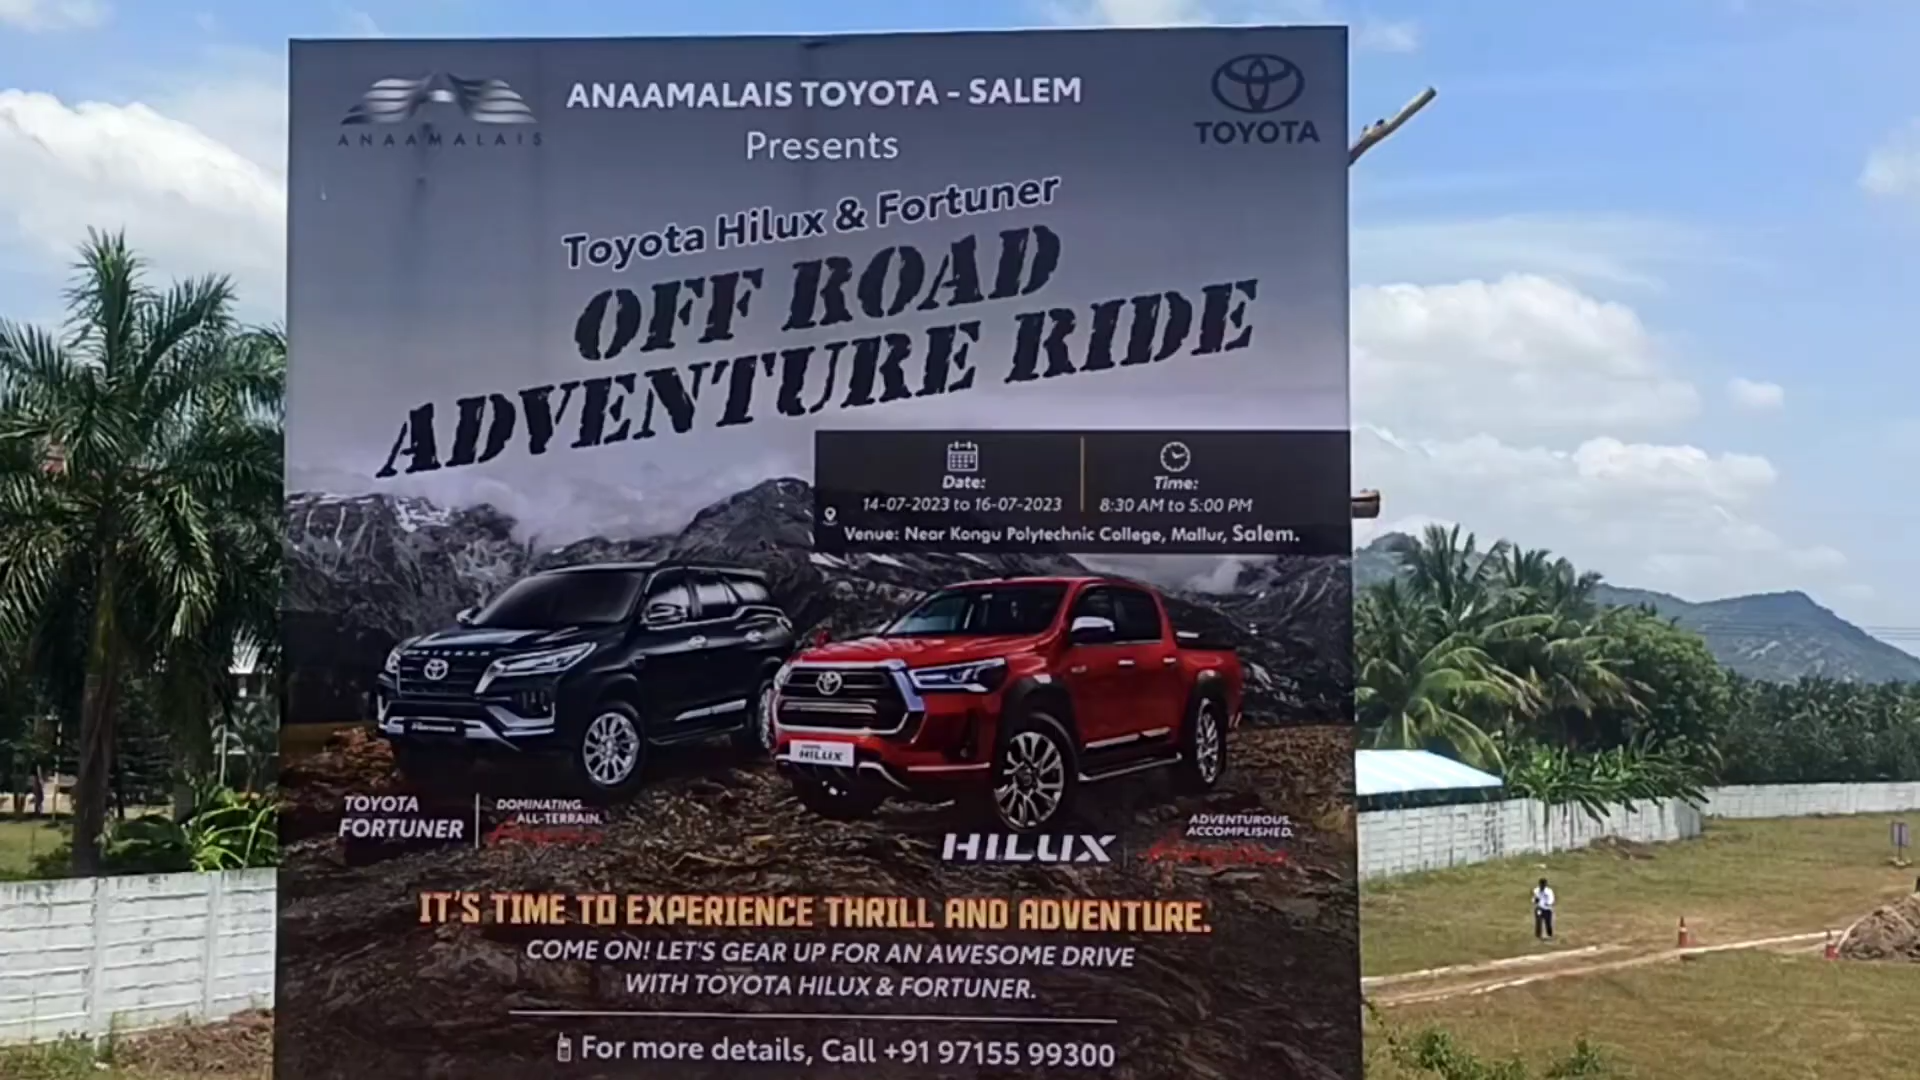 ANAAMALAIS
ANAAMALAIS TOYOTA - SALEM
Presents
TOYOTA
Toyota Hilux & Fortuner
OFF ROAD
ADVENTURE RIDE
Date:
14-07-2023 to 16-07-2023
Time:
8:30 AM to 5:00 PM
Venue: Near Kongu Polytechnic College, Mallur, Salem.
HILUX
TOYOTA
FORTUNER
DOMINATING.
ALL-TERRAIN.
HILUX
ADVENTUROUS.
ACCOMPLISHED.
IT'S TIME TO EXPERIENCE THRILL AND ADVENTURE.
COME ON! LET'S GEAR UP FOR AN AWESOME DRIVE
WITH TOYOTA HILUX & FORTUNER.
For more details, Call +91 97155 99300